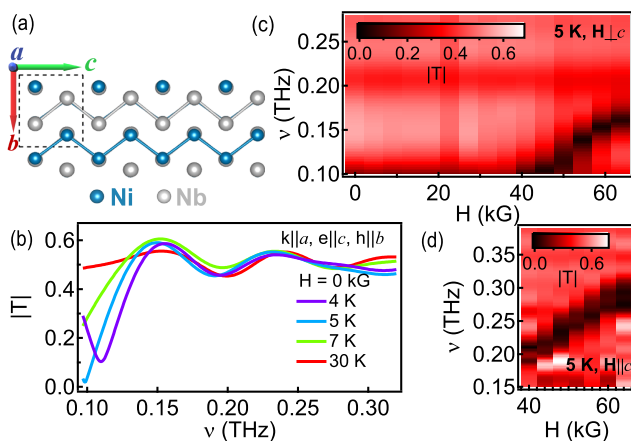 (a)
a
c
b
Ni Nb
(b)
k||a, e||c, h||b
H = 0 kG
4 K
5 K
7 K
30 K
|T|
0.6
0.4
0.2
0.0
0.10 0.15 0.20 0.25 0.30
ν (THz)
(c)
5 K, H⊥c
0.0 0.2 0.4 0.6
|T|
ν (THz)
0.25
0.20
0.15
0.10
0 20 40 60
H (kG)
(d)
0.0 0.6
|T|
5 K, H||c
ν (THz)
0.40
0.35
0.30
0.25
0.20
0.15
40 50 60
H (kG)